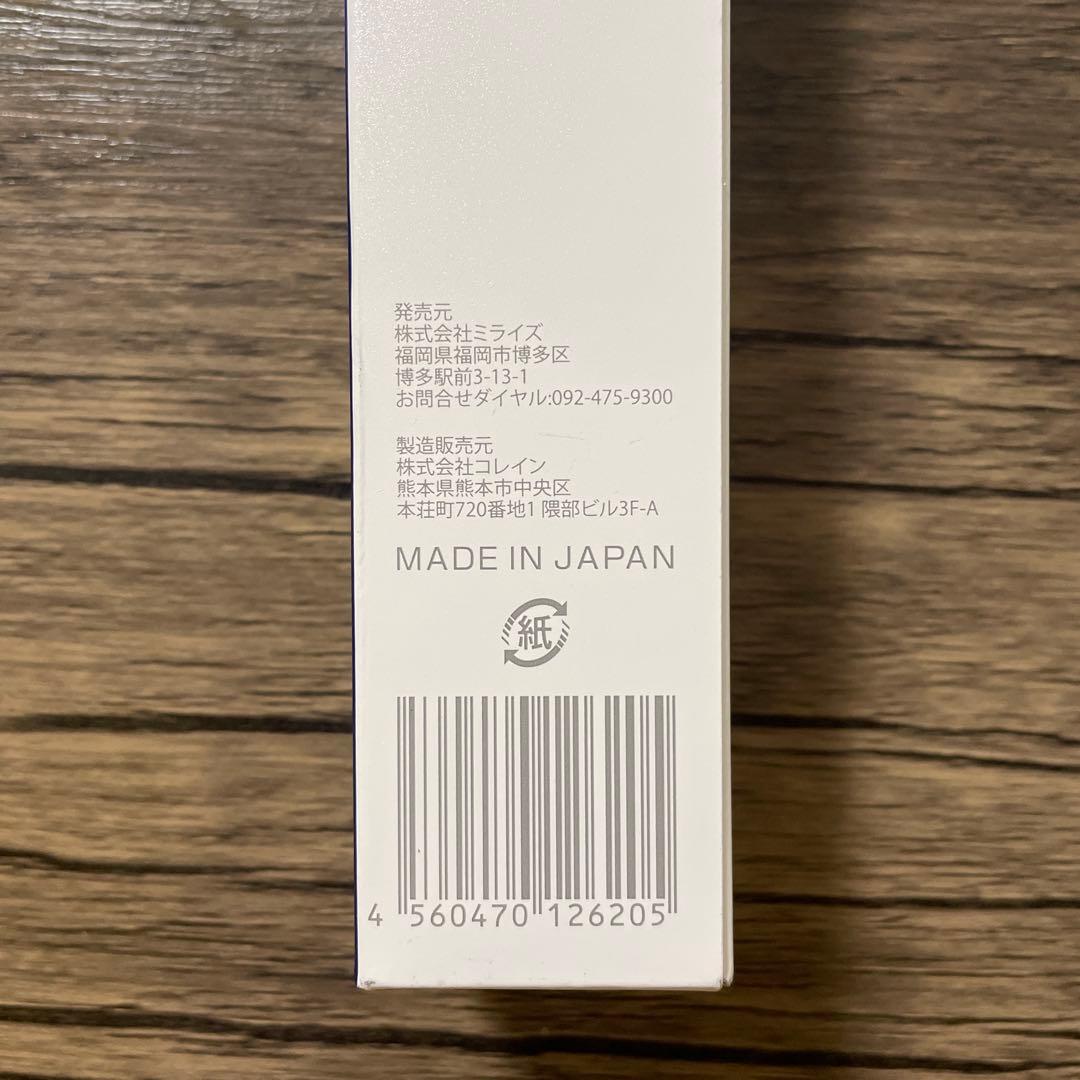 発売元
株式会社ミライズ
福岡県福岡市博多区
博多駅前3-13-1
お問合せダイヤル:092-475-9300
製造販売元
株式会社コレイン
熊本県熊本市中央区
本荘町720番地1 隈部ビル3F-A
MADE IN JAPAN
紙
4 560470 126205